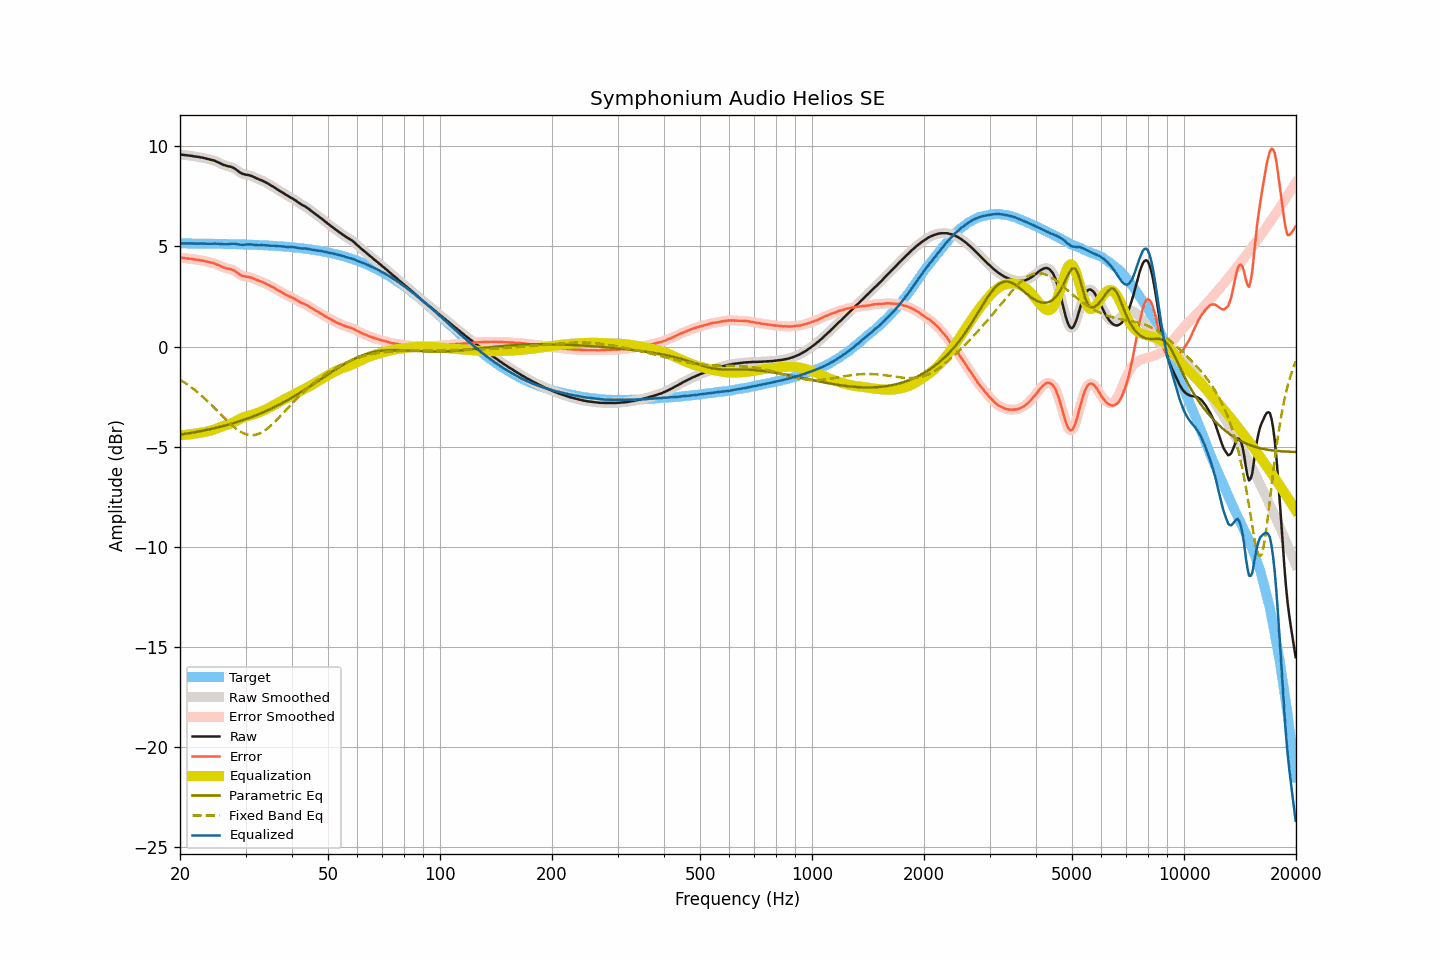 Symphonium Audio Helios SE
10
5
0
−5
−10
−15
−20
−25
Amplitude (dBr)
Target
Raw Smoothed
Error Smoothed
Raw
Error
Equalization
Parametric Eq
Fixed Band Eq
Equalized
20 50 100 200 500 1000 2000 5000 10000 20000
Frequency (Hz)